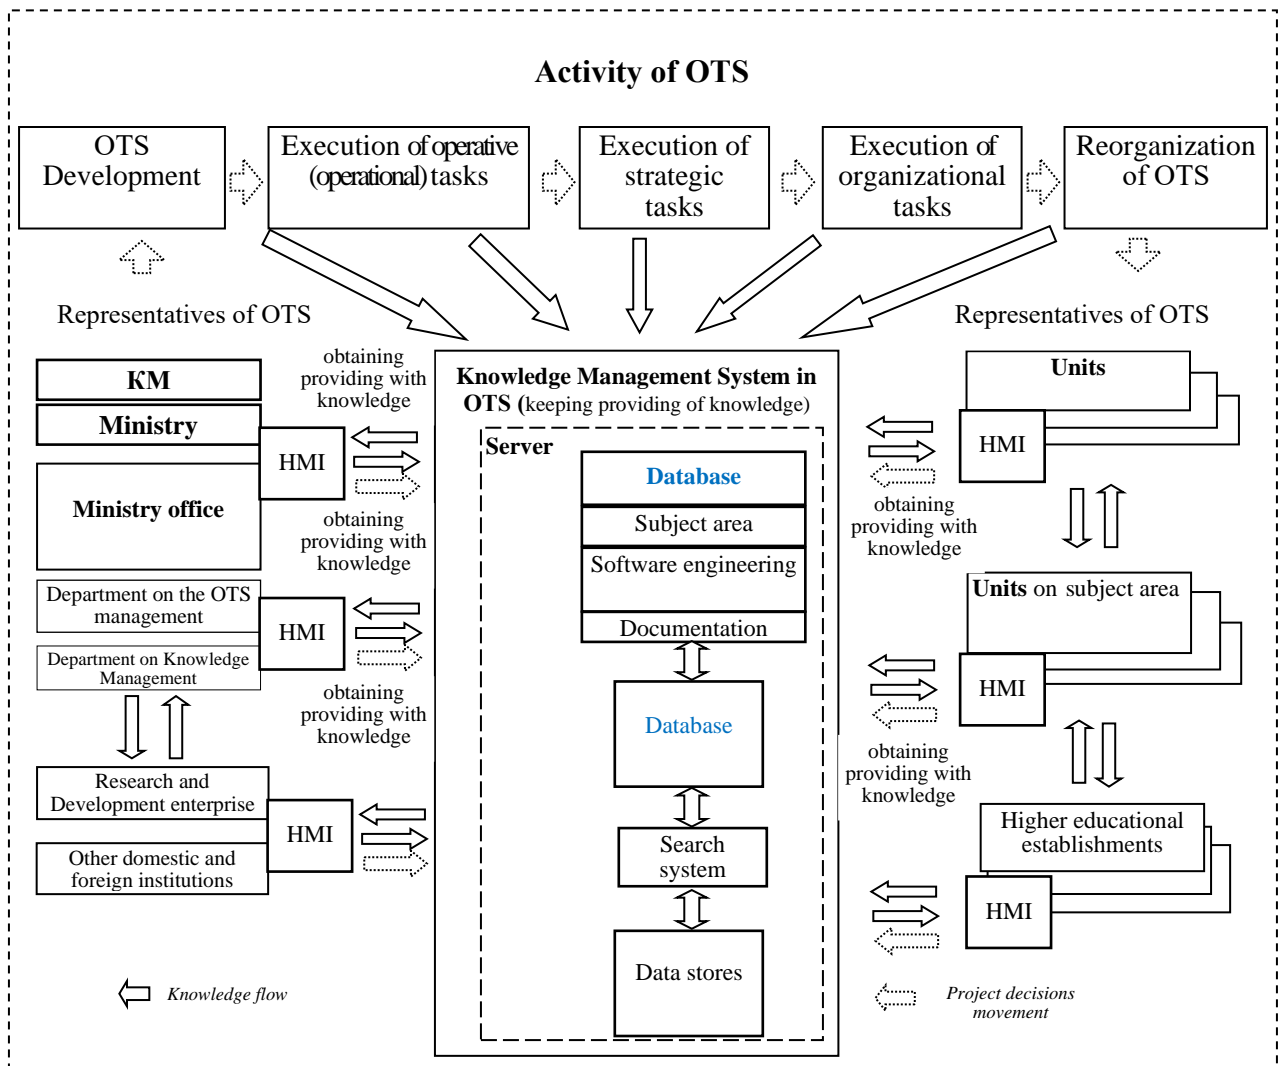 Activity of OTS
OTS
Development
Execution of operative
(operational) tasks
Execution of
strategic
tasks
Execution of
organizational
tasks
Reorganization
of OTS
Representatives of OTS
Representatives of OTS
KM
Ministry
Ministry office
HMI
obtaining
providing with
knowledge
obtaining
providing with
knowledge
Department on the OTS
management
Department on Knowledge
Management
HMI
obtaining
providing with
knowledge
Research and
Development enterprise
Other domestic and
foreign institutions
HMI
Knowledge flow
Knowledge Management System in
OTS (keeping providing of knowledge)
Server
Database
Subject area
Software engineering
Documentation
Database
Search
system
Data stores
Units
HMI
obtaining
providing with
knowledge
Units on subject area
HMI
obtaining
providing with
knowledge
Higher educational
establishments
HMI
Project decisions
movement